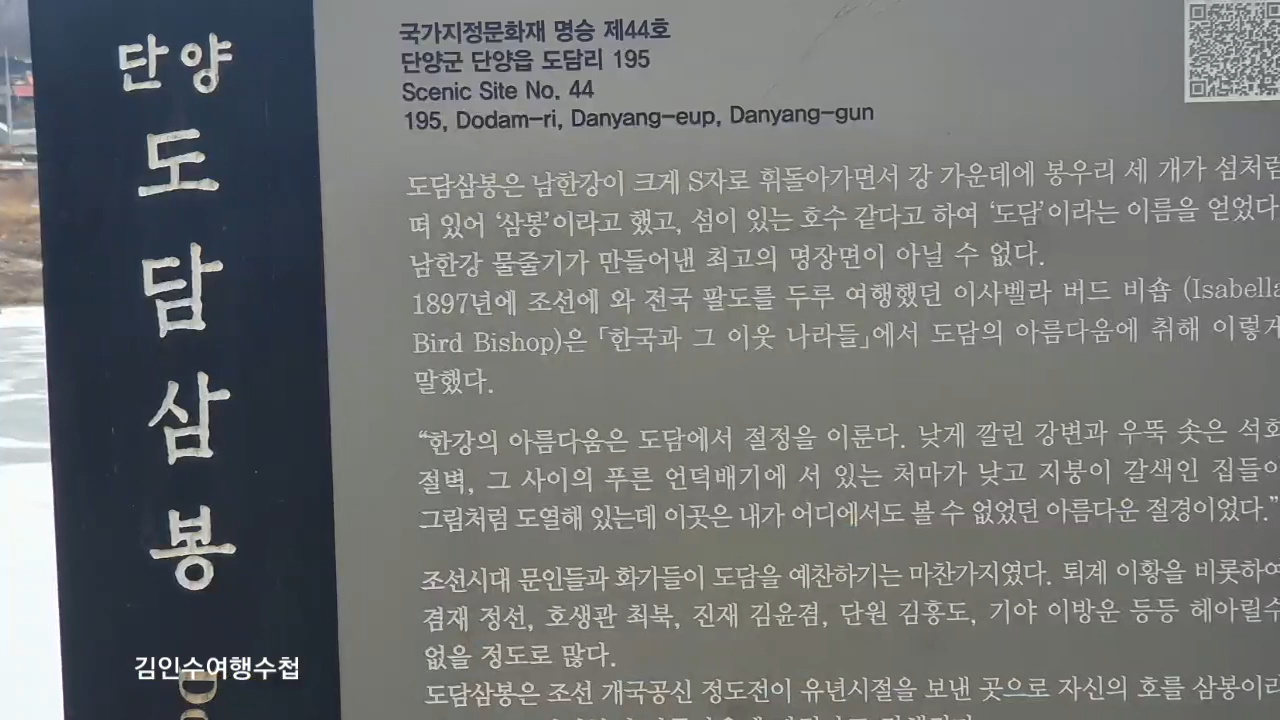 단양
도담삼봉
국가지정문화재 명승 제44호
단양군 단양읍 도담리 195
Scenic Site No. 44
195, Dodam-ri, Danyang-eup, Danyang-gun
도담삼봉은 남한강이 크게 S자로 휘돌아가면서 강 가운데에 봉우리 세 개가 섬처럼
떠 있어 ‘삼봉’이라고 했고, 섬이 있는 호수 같다고 하여 ‘도담’이라는 이름을 얻었다
남한강 물줄기가 만들어낸 최고의 명장면이 아닐 수 없다.
1897년에 조선에 와 전국 팔도를 두루 여행했던 이사벨라 버드 비숍 (Isabella
Bird Bishop)은 「한국과 그 이웃 나라들」에서 도담의 아름다움에 취해 이렇게
말했다.
“한강의 아름다움은 도담에서 절정을 이룬다. 낮게 깔린 강변과 우뚝 솟은 석회
절벽, 그 사이의 푸른 언덕배기에 서 있는 처마가 낮고 지붕이 갈색인 집들이
그림처럼 도열해 있는데 이곳은 내가 어디에서도 볼 수 없었던 아름다운 절경이었다.”
조선시대 문인들과 화가들이 도담을 예찬하기는 마찬가지였다. 퇴계 이황을 비롯하여
겸재 정선, 호생관 최북, 진재 김윤겸, 단원 김홍도, 기야 이방운 등등 헤아릴수
없을 정도로 많다.
도담삼봉은 조선 개국공신 정도전이 유년시절을 보낸 곳으로 자신의 호를 삼봉이라
김인수여행수첩